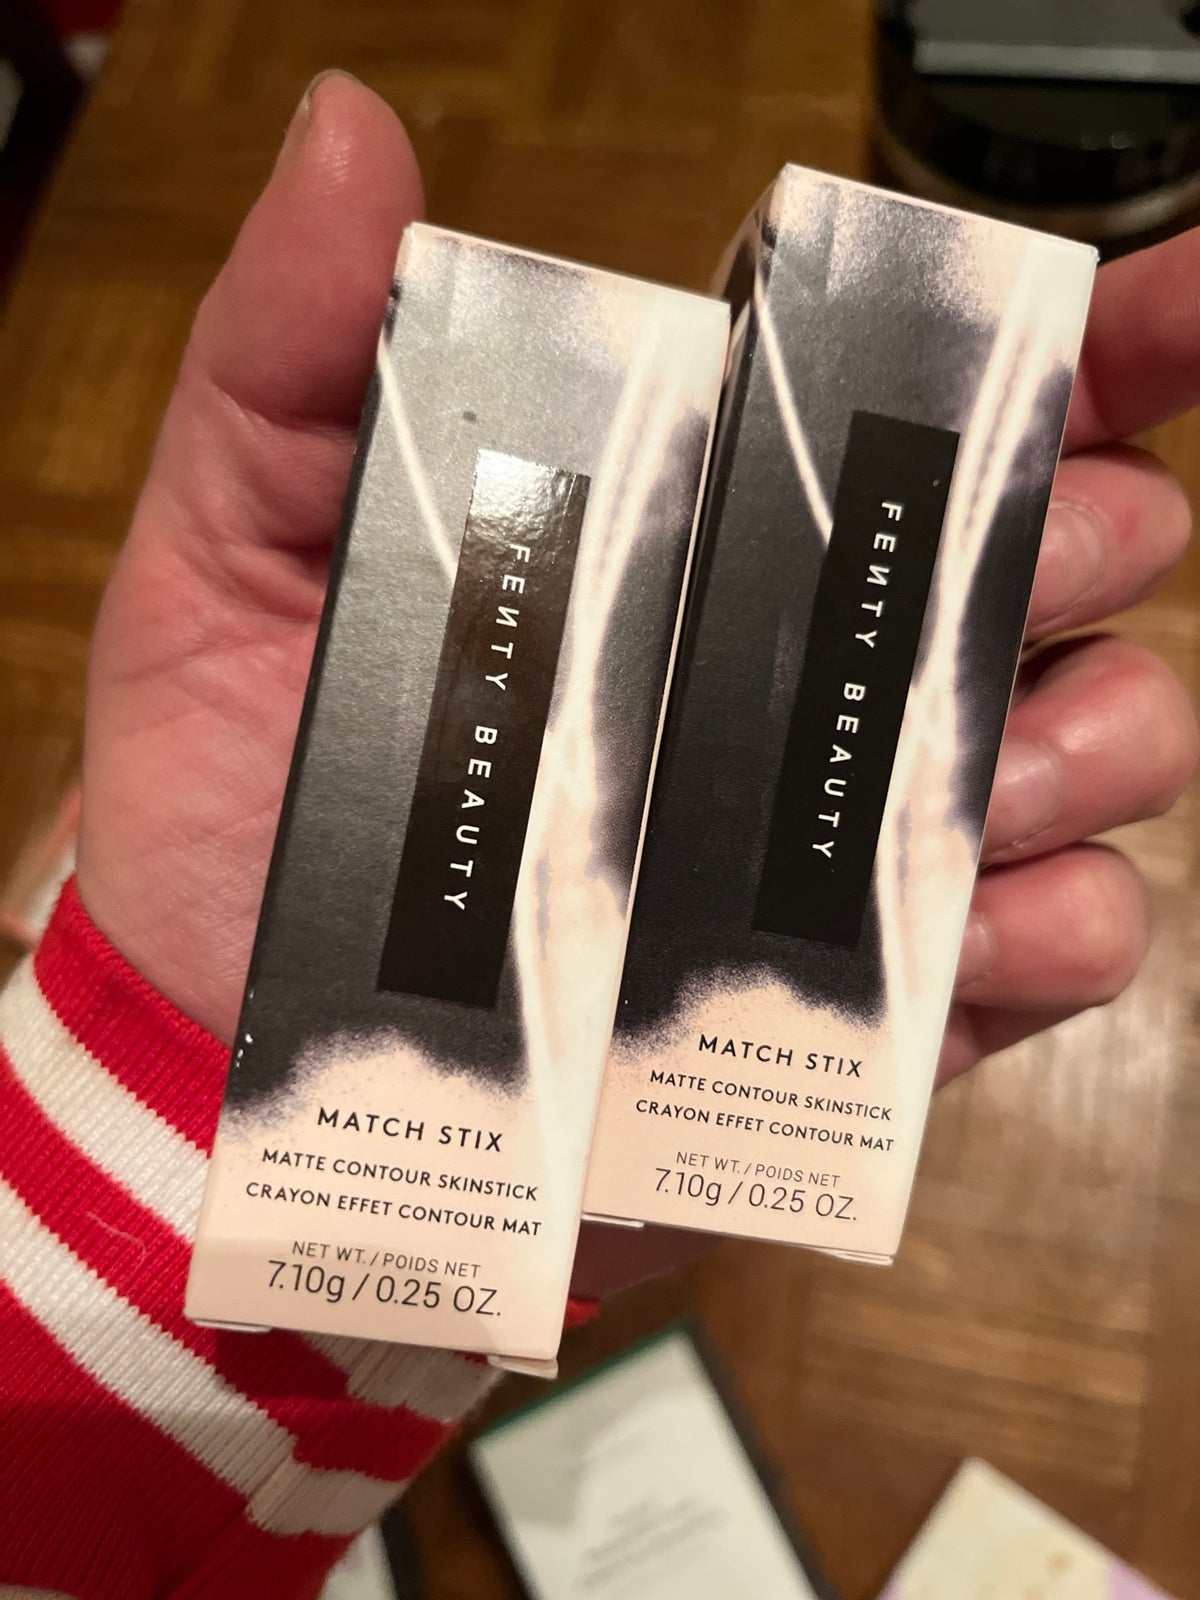 FEИTY BEAUTY
MATCH STIX
MATTE CONTOUR SKINSTICK
CRAYON EFFET CONTOUR MAT
NET WT. / POIDS NET
7.10g / 0.25 OZ.
FEИTY BEAUTY
MATCH STIX
MATTE CONTOUR SKINSTICK
CRAYON EFFET CONTOUR MAT
NET WT. / POIDS NET
7.10g / 0.25 OZ.